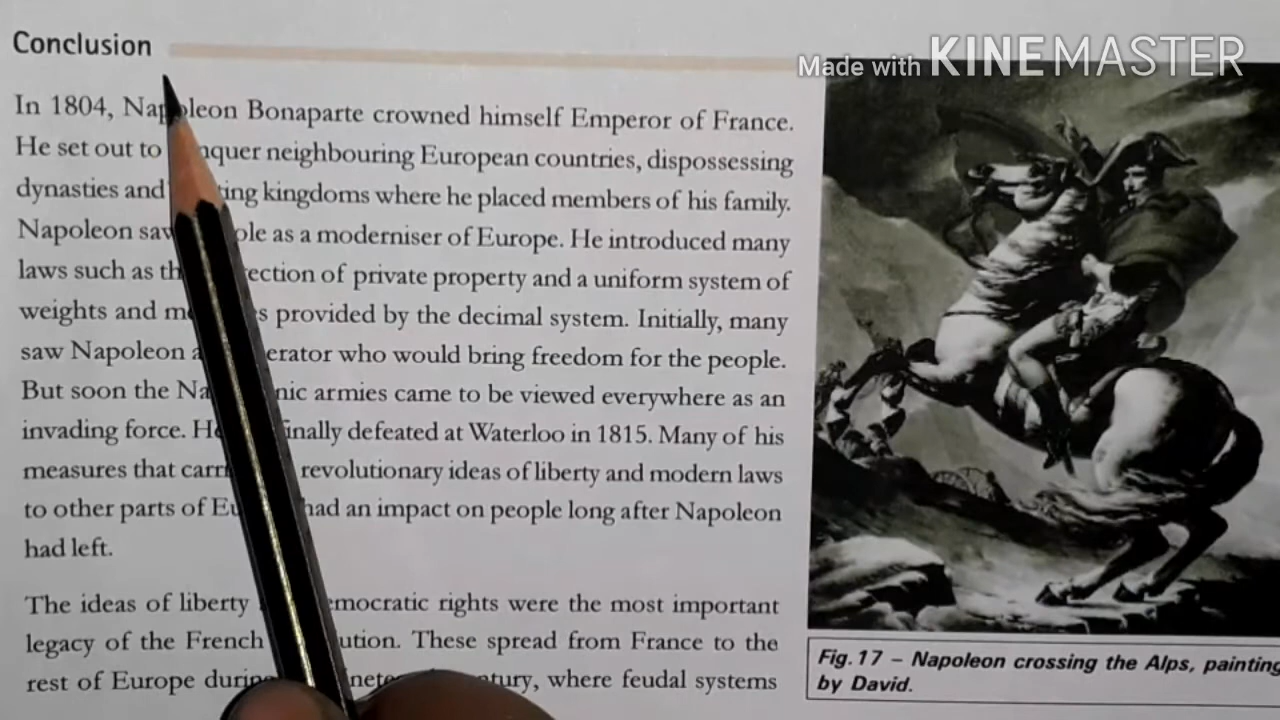 Conclusion
Made with KINEMASTER
In 1804, Napoleon Bonaparte crowned himself Emperor of France.
He set out to nquer neighbouring European countries, dispossessing
dynasties and ting kingdoms where he placed members of his family.
Napoleon saw ole as a moderniser of Europe. He introduced many
laws such as th ection of private property and a uniform system of
weights and me s provided by the decimal system. Initially, many
saw Napoleon a erator who would bring freedom for the people.
But soon the Na nic armies came to be viewed everywhere as an
invading force. He inally defeated at Waterloo in 1815. Many of his
measures that carr revolutionary ideas of liberty and modern laws
to other parts of Eu had an impact on people long after Napoleon
had left.
The ideas of liberty emocratic rights were the most important
legacy of the French ution. These spread from France to the
rest of Europe during nete ntury, where feudal systems
Fig.17 – Napoleon crossing the Alps, painting
by David.